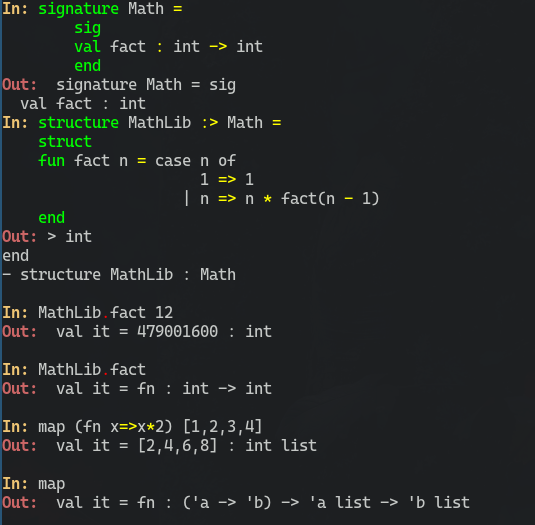 In: signature Math =
        sig
        val fact : int -> int
        end
Out:  signature Math = sig
  val fact : int
In: structure MathLib :> Math =
    struct
    fun fact n = case n of
                      1 => 1
                    | n => n * fact(n - 1)
    end
Out: > int
end
- structure MathLib : Math

In: MathLib.fact 12
Out:  val it = 479001600 : int

In: MathLib.fact
Out:  val it = fn : int -> int

In: map (fn x=>x*2) [1,2,3,4]
Out:  val it = [2,4,6,8] : int list

In: map
Out:  val it = fn : ('a -> 'b) -> 'a list -> 'b list